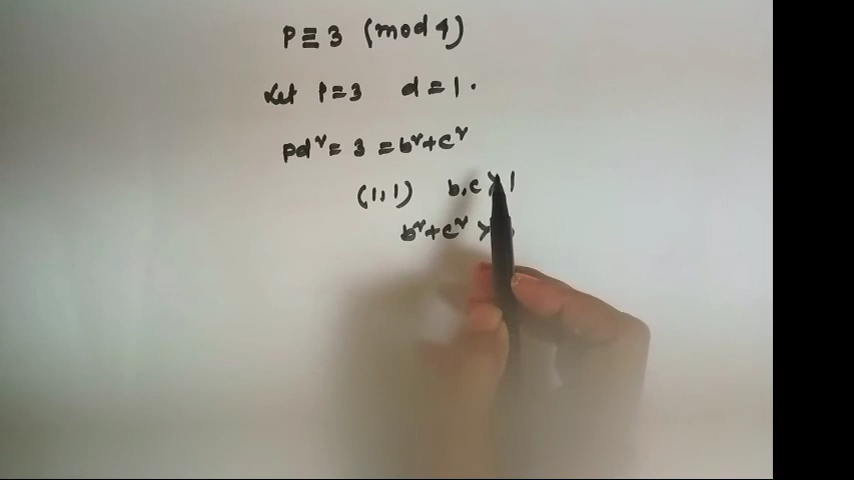 P ≡ 3 (mod 4)
Let P = 3 d = 1.
Pd² = 3 = b² + c²
(1, 1) b, c > 1
b² + c² >